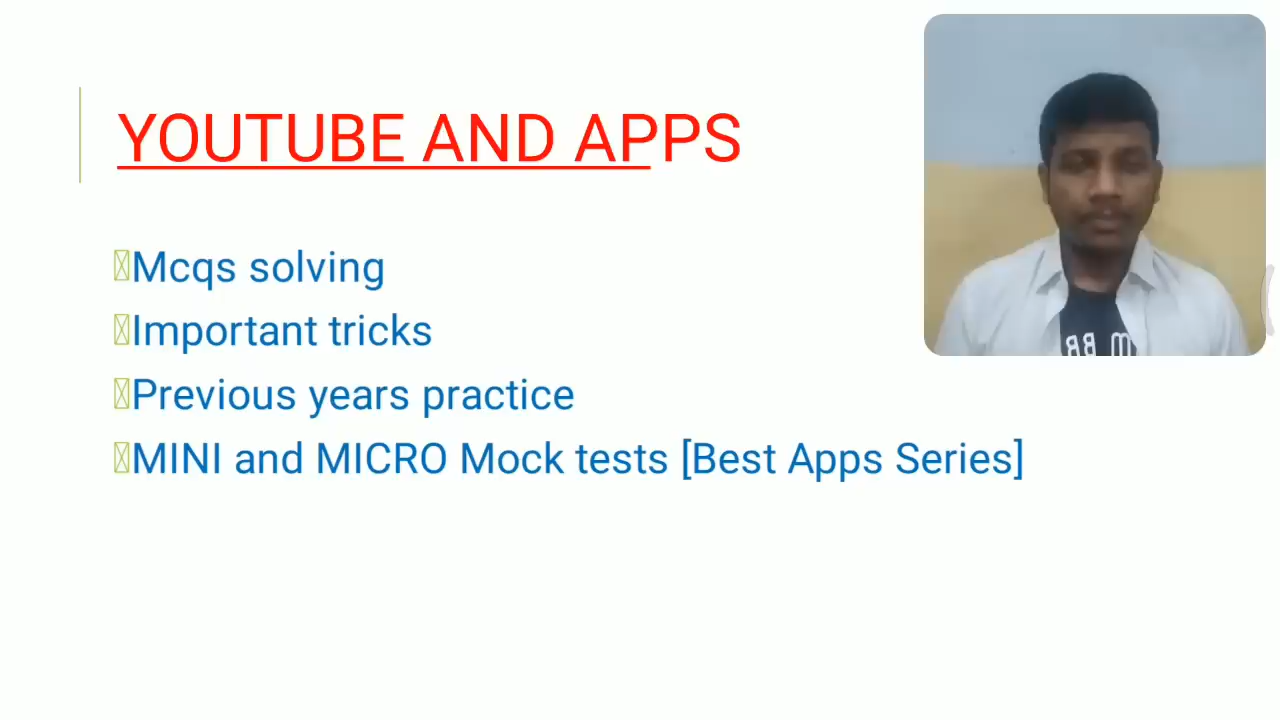 YOUTUBE AND APPS
Mcqs solving
Important tricks
Previous years practice
MINI and MICRO Mock tests [Best Apps Series]